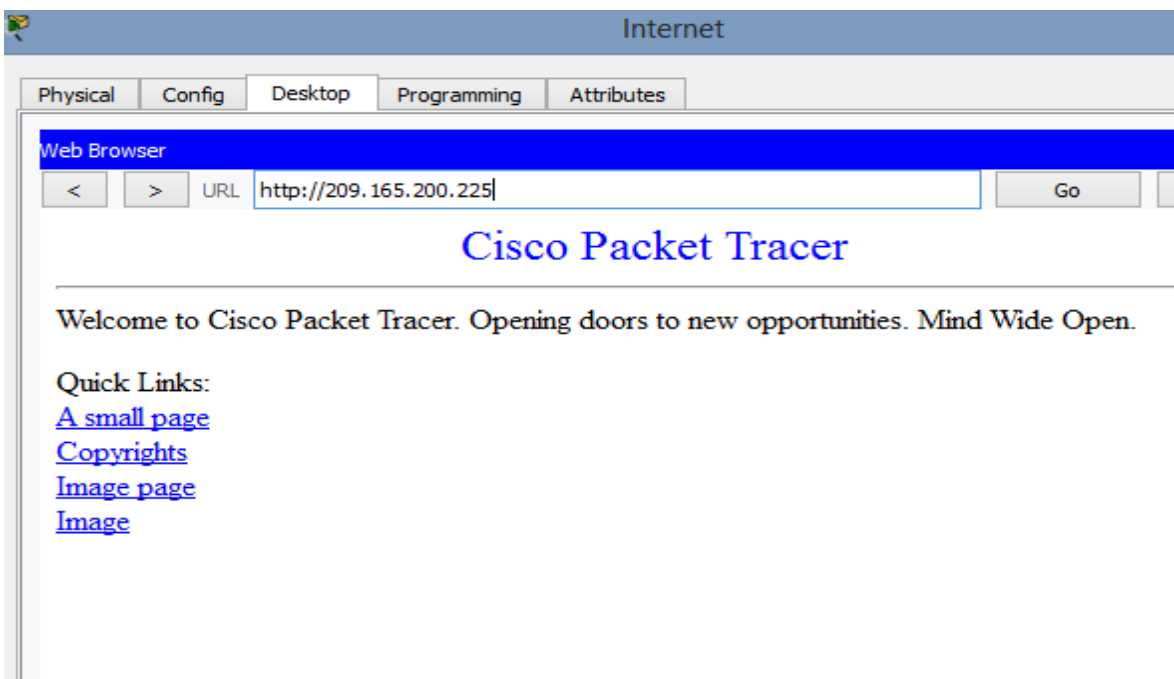 Internet
Physical Config Desktop Programming Attributes
Web Browser
< > URL http://209.165.200.225 Go
Cisco Packet Tracer
Welcome to Cisco Packet Tracer. Opening doors to new opportunities. Mind Wide Open.
Quick Links:
A small page
Copyrights
Image page
Image